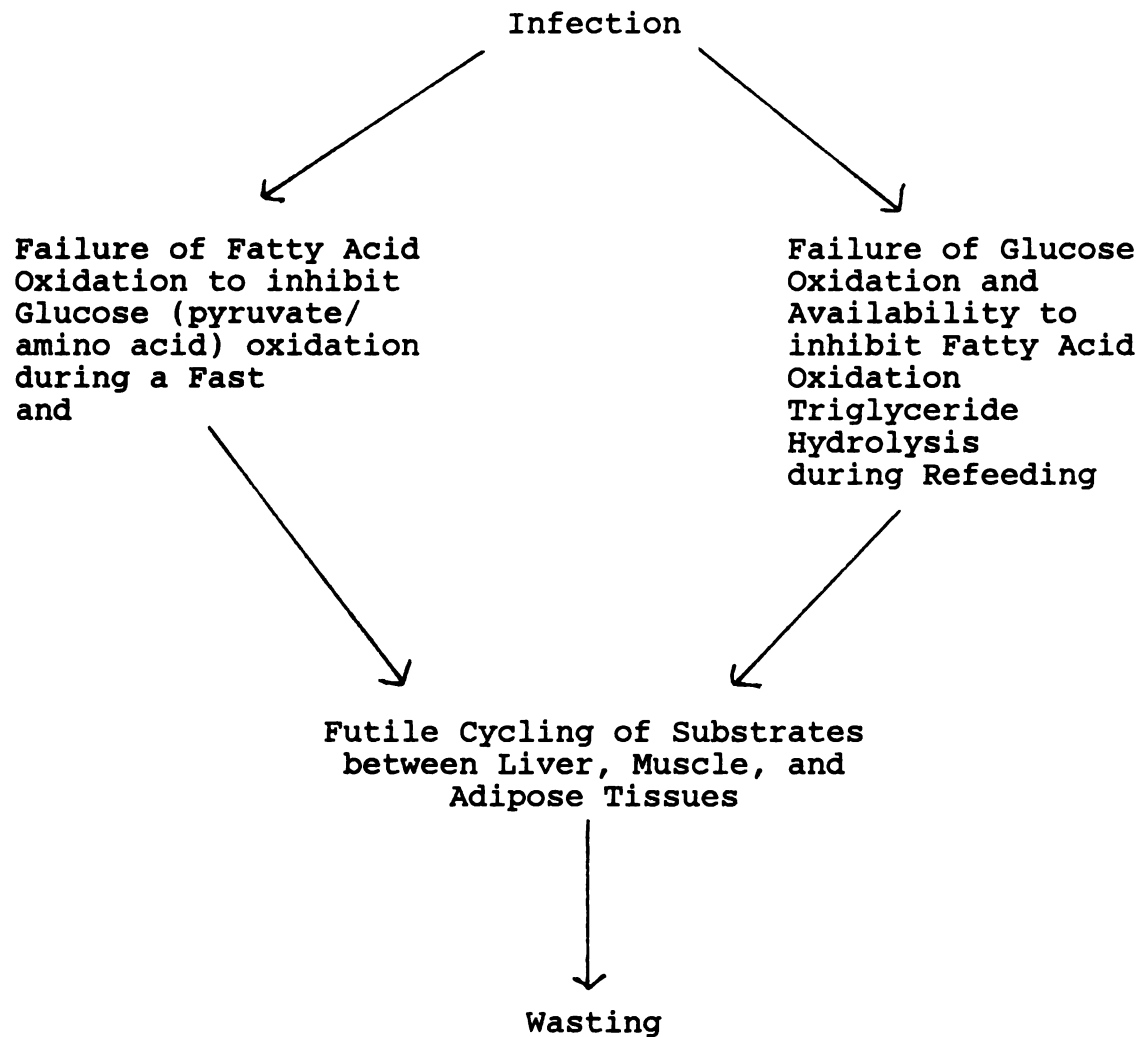 Infection
Failure of Fatty Acid
Oxidation to inhibit
Glucose (pyruvate/
amino acid) oxidation
during a Fast
and
Failure of Glucose
Oxidation and
Availability to
inhibit Fatty Acid
Oxidation
Triglyceride
Hydrolysis
during Refeeding
Futile Cycling of Substrates
between Liver, Muscle, and
Adipose Tissues
Wasting